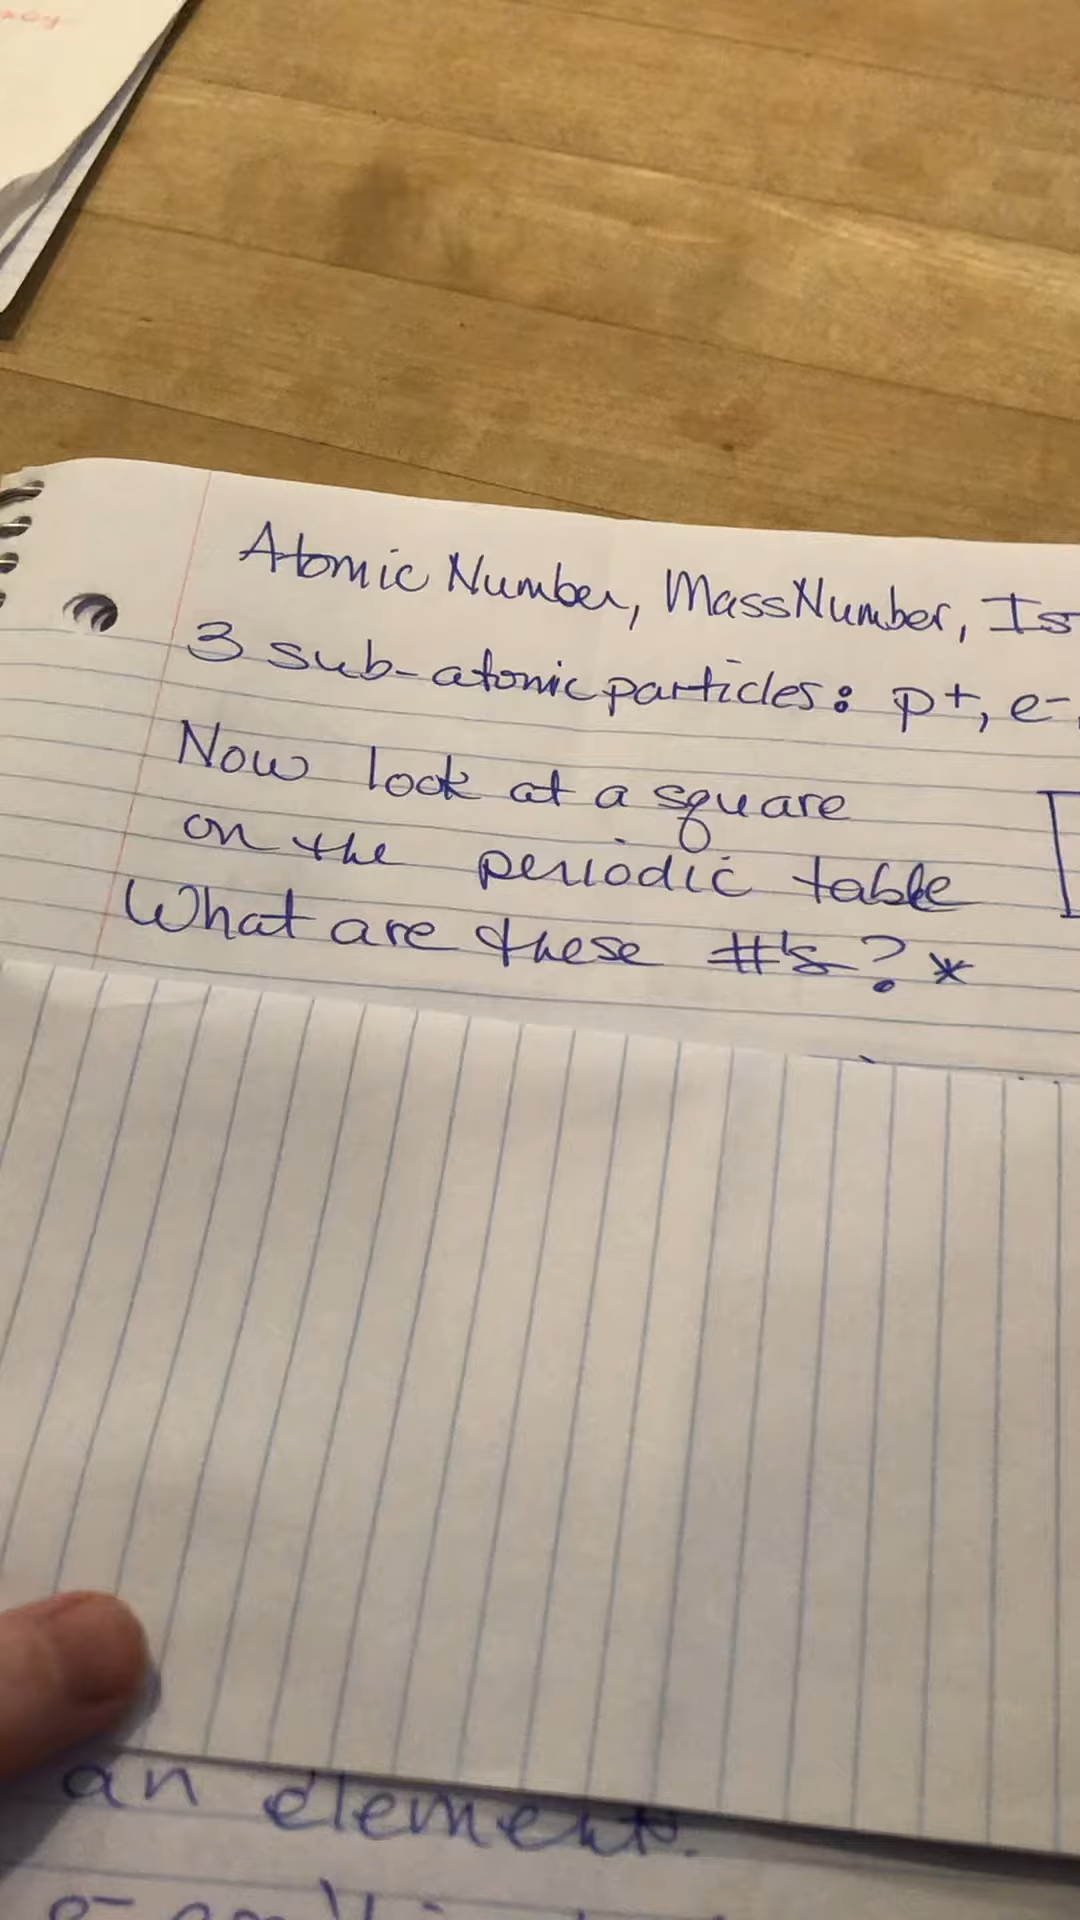 Atomic Number, Mass Number, Is
3 sub-atomic particles: p+, e-,
Now look at a square
on the periodic table
What are these #'s? *
an element.